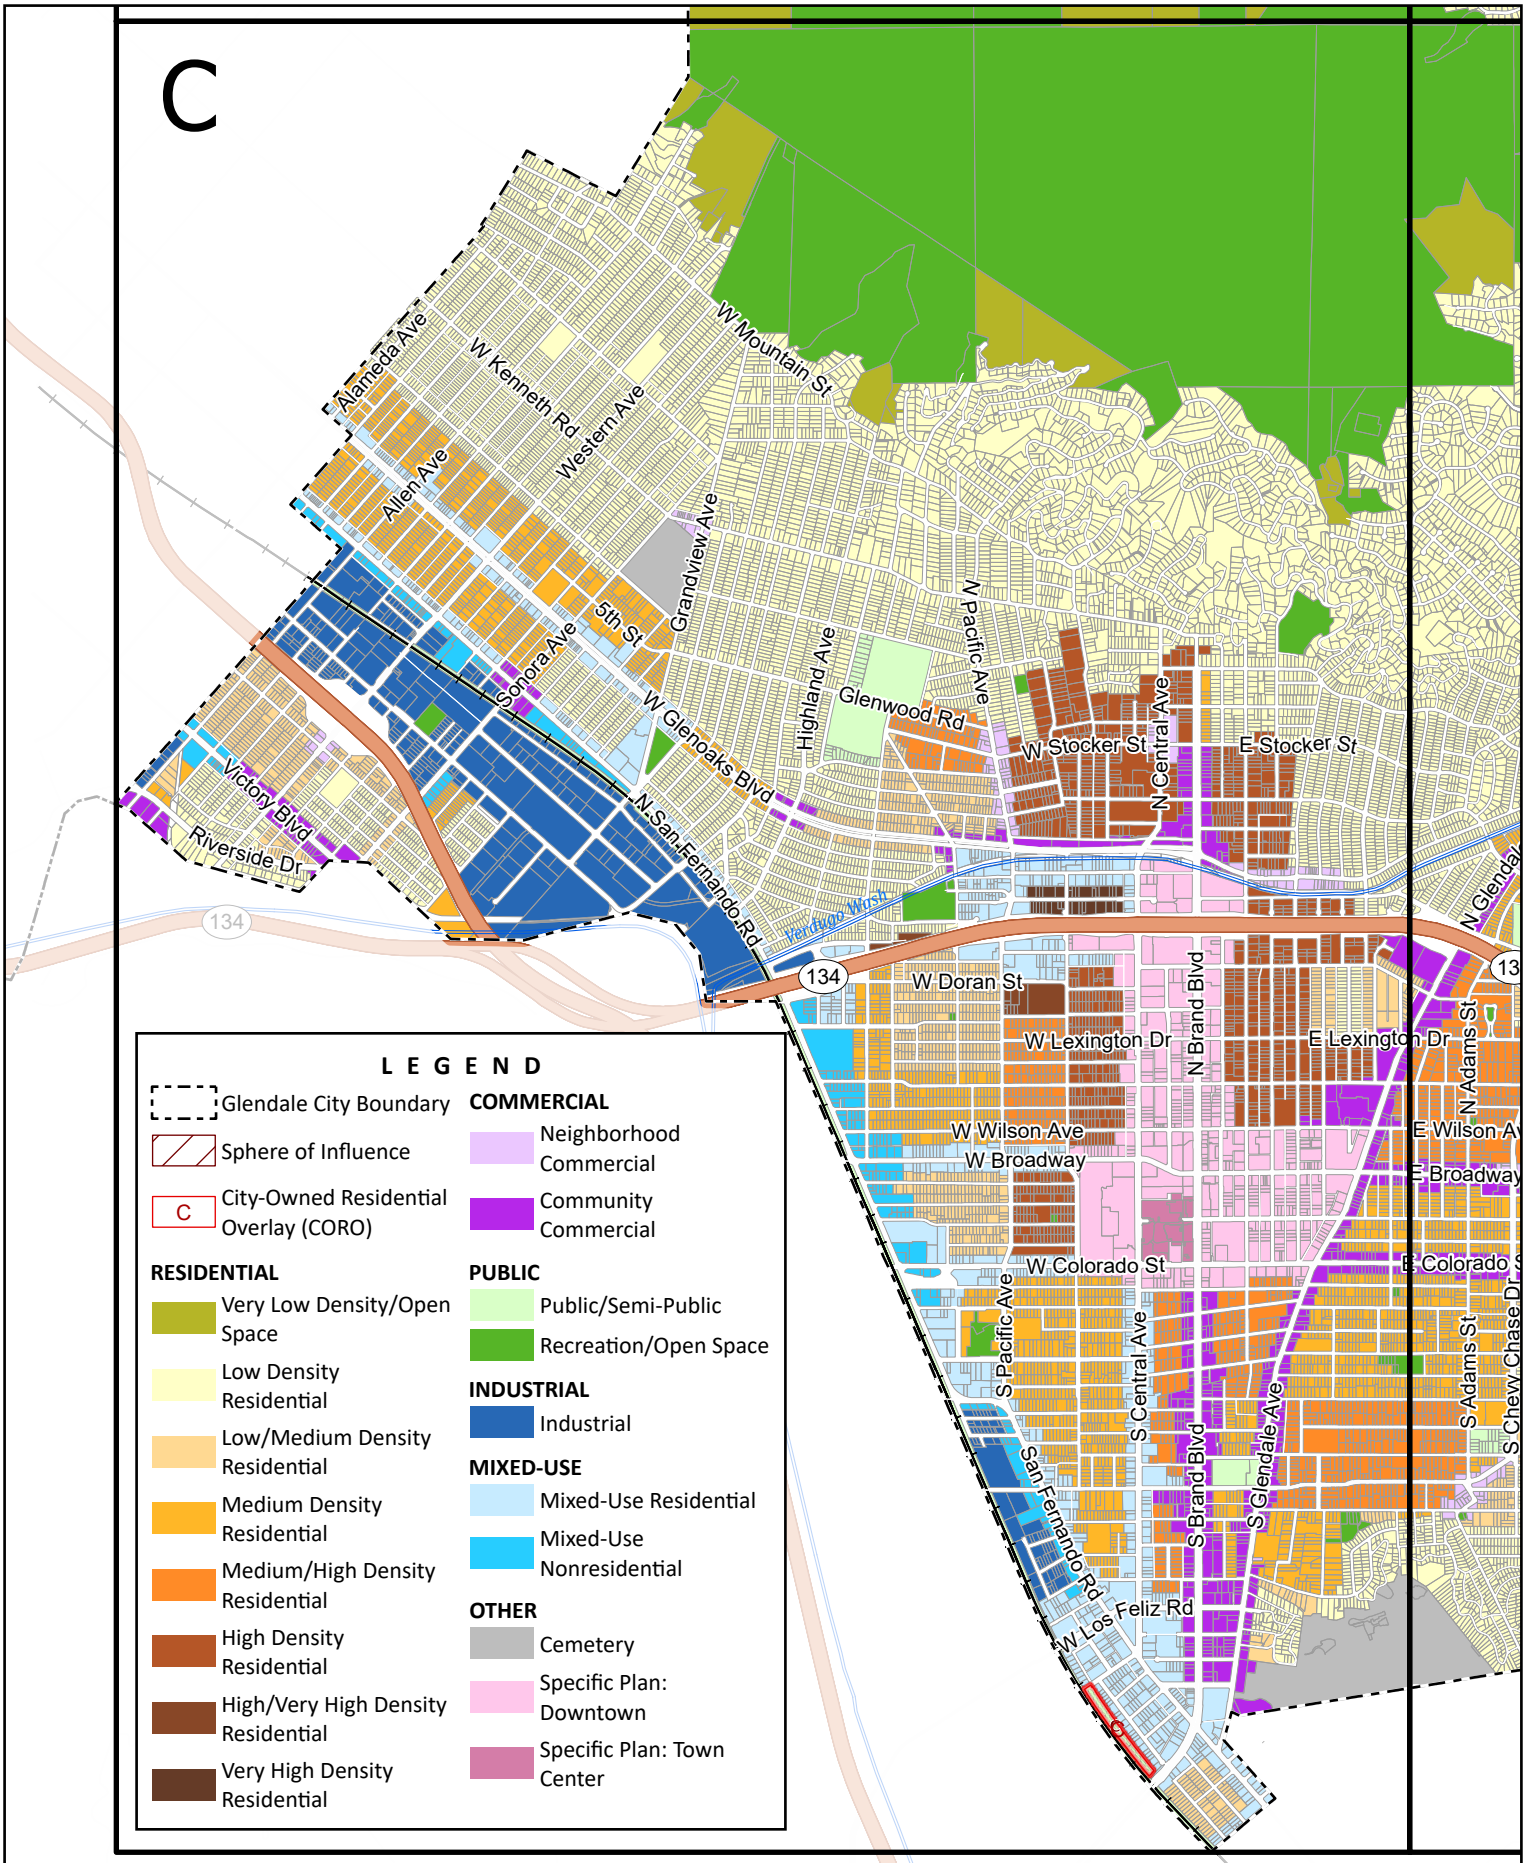 C
Alameda Ave
W Kenneth Rd
W Mountain St
Western Ave
Allen Ave
Grandview Ave
5th St
Sonora Ave
N Pacific Ave
Highland Ave
Glenwood Rd
N Central Ave
W Stocker St
E Stocker St
W Glenoaks Blvd
Victory Blvd
Riverside Dr
N San Fernando Rd
Verdugo Wash
N Glendal
134
134
13
W Doran St
N Brand Blvd
W Lexington Dr
E Lexington Dr
N Adams St
W Wilson Ave
E Wilson Av
W Broadway
E Broadway
W Colorado St
E Colorado S
S Pacific Ave
S Central Ave
S Adams St
S Chevy Chase Dr
S Glendale Ave
S Brand Blvd
San Fernando Rd
W Los Feliz Rd
C
LEGEND
Glendale City Boundary
Sphere of Influence
C
City-Owned Residential
Overlay (CORO)
RESIDENTIAL
Very Low Density/Open
Space
Low Density
Residential
Low/Medium Density
Residential
Medium Density
Residential
Medium/High Density
Residential
High Density
Residential
High/Very High Density
Residential
Very High Density
Residential
COMMERCIAL
Neighborhood
Commercial
Community
Commercial
PUBLIC
Public/Semi-Public
Recreation/Open Space
INDUSTRIAL
Industrial
MIXED-USE
Mixed-Use Residential
Mixed-Use
Nonresidential
OTHER
Cemetery
Specific Plan:
Downtown
Specific Plan: Town
Center